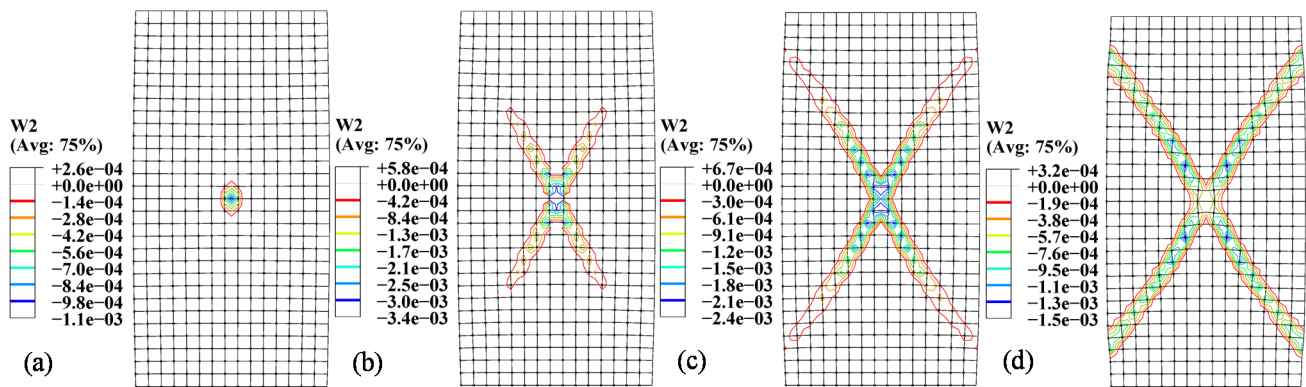 W2
(Avg: 75%)
+2.6e−04
+0.0e+00
−1.4e−04
−2.8e−04
−4.2e−04
−5.6e−04
−7.0e−04
−8.4e−04
−9.8e−04
−1.1e−03
(a)
W2
(Avg: 75%)
+5.8e−04
+0.0e+00
−4.2e−04
−8.4e−04
−1.3e−03
−1.7e−03
−2.1e−03
−2.5e−03
−3.0e−03
−3.4e−03
(b)
W2
(Avg: 75%)
+6.7e−04
+0.0e+00
−3.0e−04
−6.1e−04
−9.1e−04
−1.2e−03
−1.5e−03
−1.8e−03
−2.1e−03
−2.4e−03
(c)
W2
(Avg: 75%)
+3.2e−04
+0.0e+00
−1.9e−04
−3.8e−04
−5.7e−04
−7.6e−04
−9.5e−04
−1.1e−03
−1.3e−03
−1.5e−03
(d)